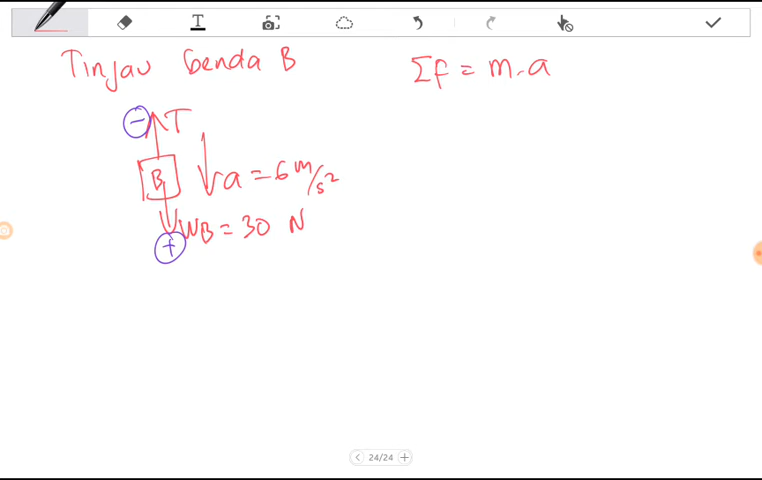 Tinjau benda B
Σf = m.a
− T
B a = 6 m/s²
WB = 30 N
+
24/24